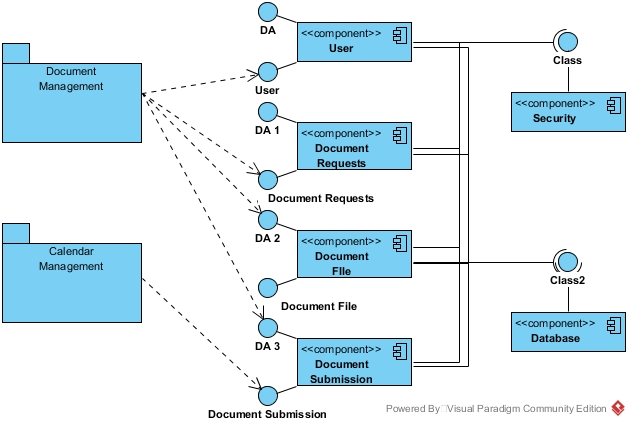 DA
<<component>>
User
User
Class
Document
Management
<<component>>
Security
DA 1
<<component>>
Document
Requests
Document Requests
DA 2
<<component>>
Document
FIle
Document File
Calendar
Management
Class2
<<component>>
Database
DA 3
<<component>>
Document
Submission
Document Submission
Powered By Visual Paradigm Community Edition